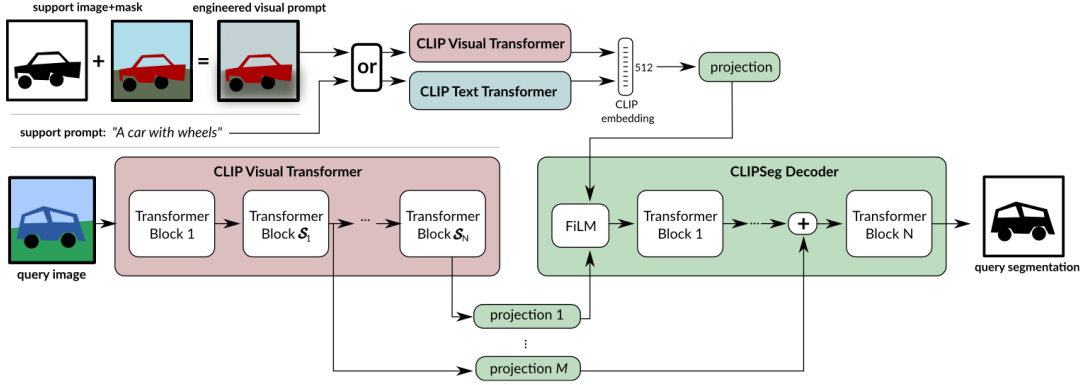 support image+mask
engineered visual prompt
+
=
or
CLIP Visual Transformer
CLIP Text Transformer
512
CLIP
embedding
projection
support prompt: "A car with wheels"
CLIP Visual Transformer
Transformer
Block 1
Transformer
Block 𝓢₁
...
Transformer
Block 𝓢N
query image
CLIPSeg Decoder
FiLM
Transformer
Block 1
...
+
Transformer
Block N
query segmentation
projection 1
⋮
projection M